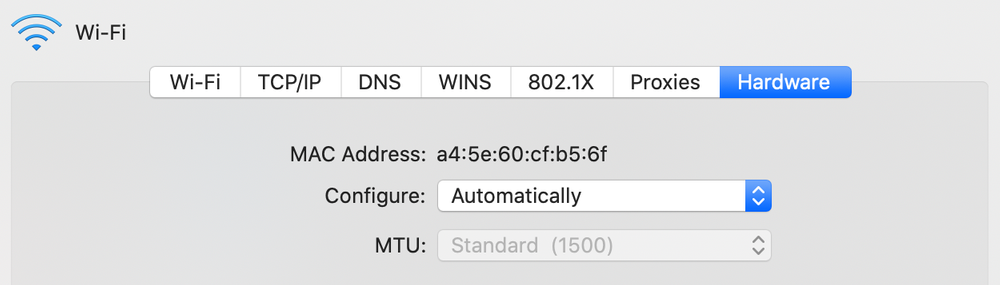 Wi-Fi
Wi-Fi TCP/IP DNS WINS 802.1X Proxies Hardware
MAC Address: a4:5e:60:cf:b5:6f
Configure: Automatically
MTU: Standard (1500)